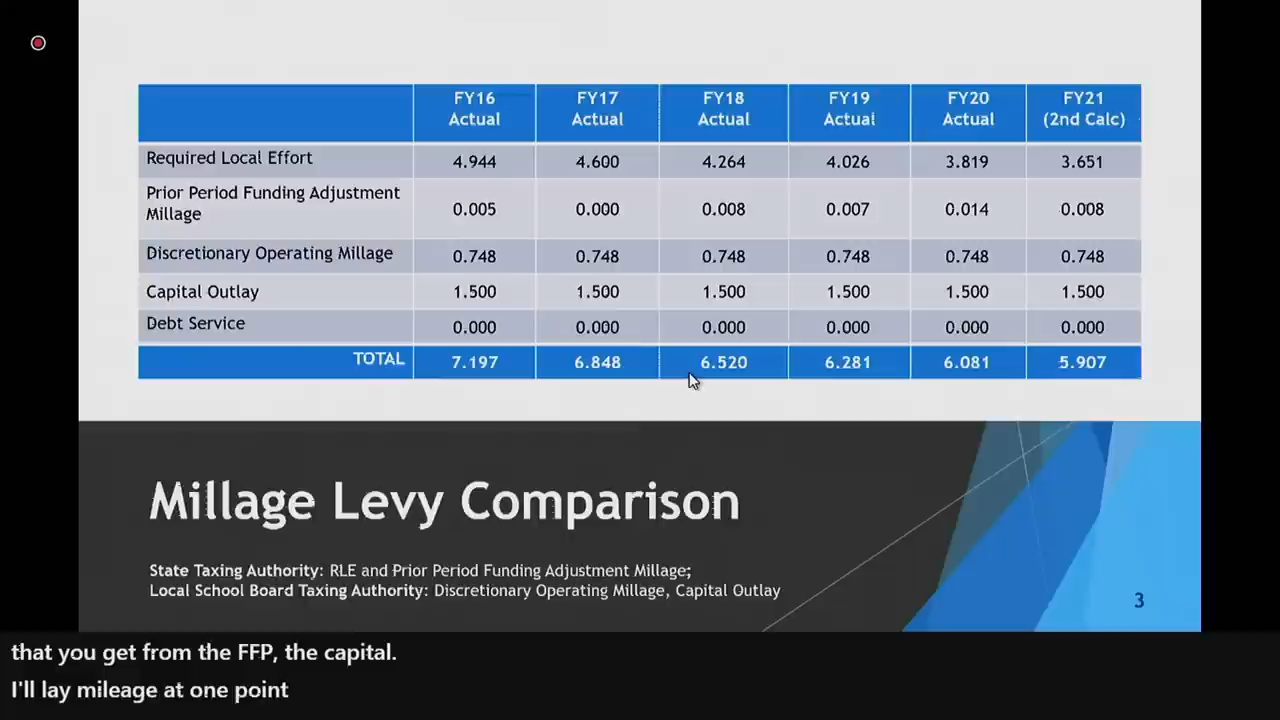 FY16 Actual FY17 Actual FY18 Actual FY19 Actual FY20 Actual FY21 (2nd Calc)
Required Local Effort 4.944 4.600 4.264 4.026 3.819 3.651
Prior Period Funding Adjustment Millage 0.005 0.000 0.008 0.007 0.014 0.008
Discretionary Operating Millage 0.748 0.748 0.748 0.748 0.748 0.748
Capital Outlay 1.500 1.500 1.500 1.500 1.500 1.500
Debt Service 0.000 0.000 0.000 0.000 0.000 0.000
TOTAL 7.197 6.848 6.520 6.281 6.081 5.907
Millage Levy Comparison
State Taxing Authority: RLE and Prior Period Funding Adjustment Millage;
Local School Board Taxing Authority: Discretionary Operating Millage, Capital Outlay
3
that you get from the FFP, the capital.
I'll lay mileage at one point